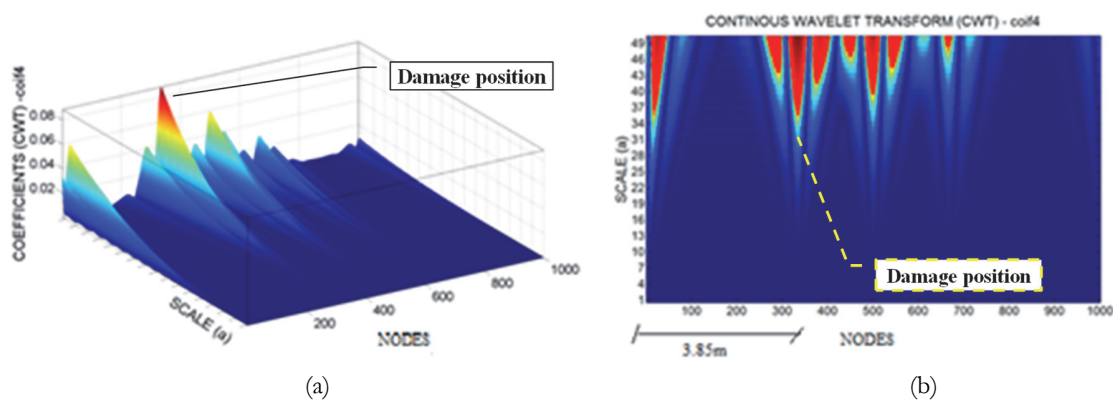 Damage position
COEFFICIENTS (CWT) -coif4
0.08
0.06
0.04
0.02
SCALE (a)
200
400
600
800
1000
NODES
(a)
CONTINOUS WAVELET TRANSFORM (CWT) - coif4
SCALE (a)
49
46
43
40
37
34
31
28
25
22
19
16
13
10
7
4
1
Damage position
100 200 300 400 500 600 700 800 900 1000
3.85m
NODES
(b)